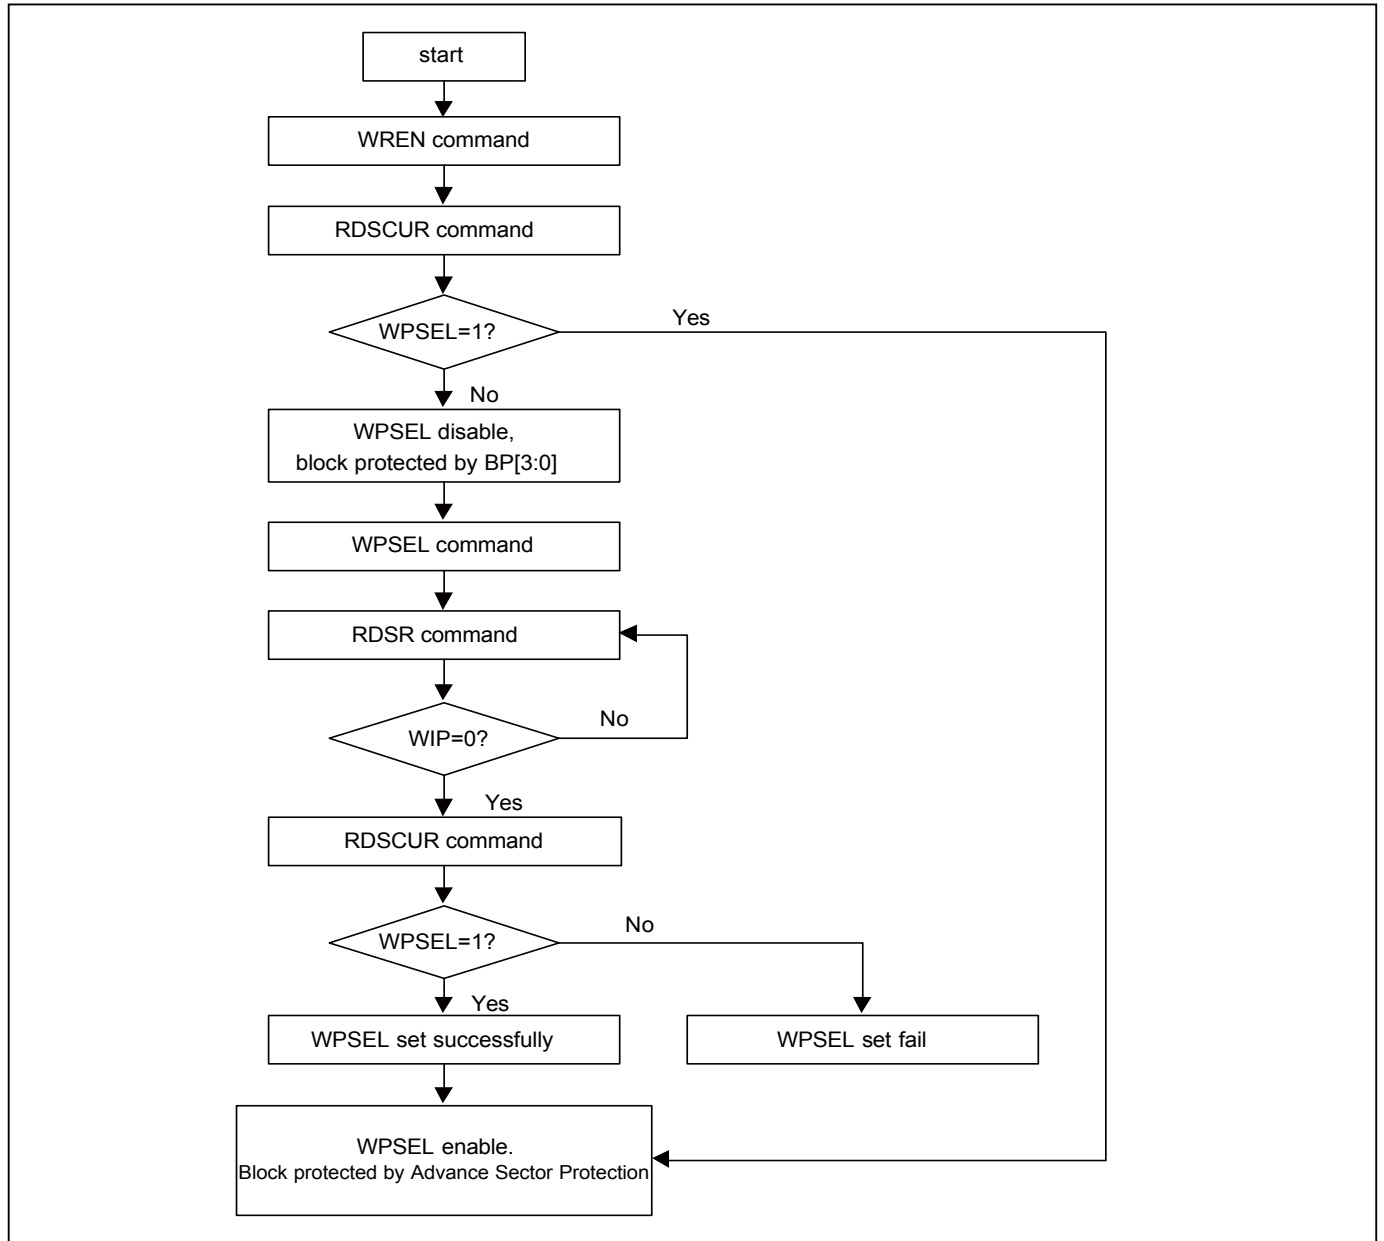 start
WREN command
RDSCUR command
WPSEL=1?
Yes
No
WPSEL disable,
block protected by BP[3:0]
WPSEL command
RDSR command
WIP=0?
No
Yes
RDSCUR command
WPSEL=1?
No
Yes
WPSEL set successfully
WPSEL set fail
WPSEL enable.
Block protected by Advance Sector Protection